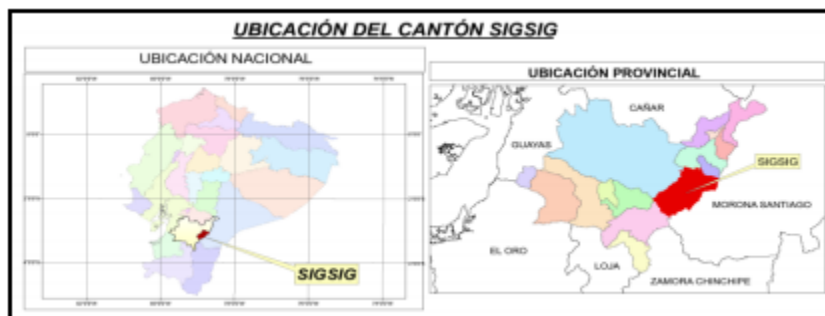 UBICACIÓN DEL CANTÓN SIGSIG
UBICACIÓN NACIONAL
SIGSIG
UBICACIÓN PROVINCIAL
CAÑAR
GUAYAS
SIGSIG
MORONA SANTIAGO
EL ORO
LOJA
ZAMORA CHINCHIPE